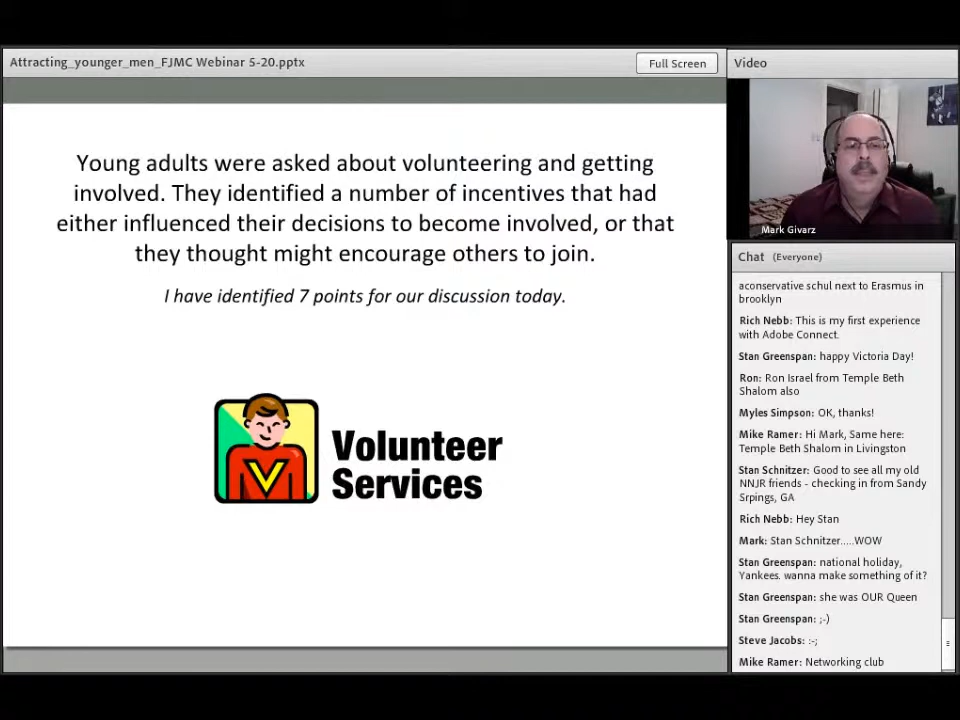 Attracting_younger_men_FJMC Webinar 5-20.pptx
Full Screen
Young adults were asked about volunteering and getting
involved. They identified a number of incentives that had
either influenced their decisions to become involved, or that
they thought might encourage others to join.
I have identified 7 points for our discussion today.
V
Volunteer
Services
Video
Mark Givarz
Chat (Everyone)
aconservative schul next to Erasmus in
brooklyn
Rich Nebb: This is my first experience
with Adobe Connect.
Stan Greenspan: happy Victoria Day!
Ron: Ron Israel from Temple Beth
Shalom also
Myles Simpson: OK, thanks!
Mike Ramer: Hi Mark, Same here:
Temple Beth Shalom in Livingston
Stan Schnitzer: Good to see all my old
NNJR friends - checking in from Sandy
Srpings, GA
Rich Nebb: Hey Stan
Mark: Stan Schnitzer.....WOW
Stan Greenspan: national holiday,
Yankees. wanna make something of it?
Stan Greenspan: she was OUR Queen
Stan Greenspan: ;-)
Steve Jacobs: :-;
Mike Ramer: Networking club